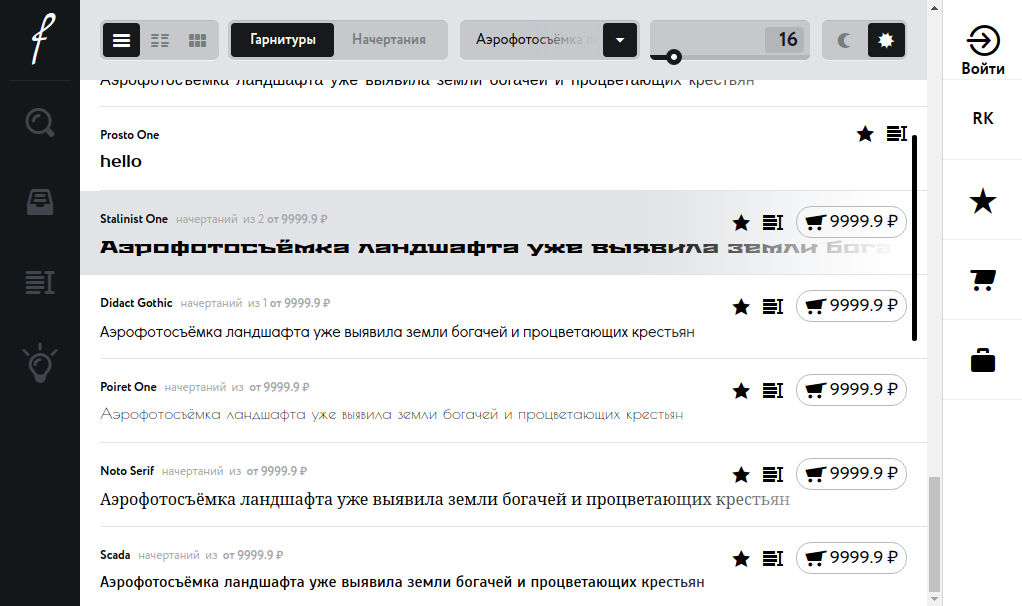 Гарнитуры
Начертания
Аэрофотосъёмка
16
Войти
RK
Аэрофотосъёмка ландшафта уже выявила земли богачей и процветающих крестьян
Prosto One
hello
Stalinist One начертаний из 2 от 9999.9 ₽
9999.9 ₽
Аэрофотосъёмка ландшафта уже выявила земли
Didact Gothic начертаний из 1 от 9999.9 ₽
9999.9 ₽
Аэрофотосъёмка ландшафта уже выявила земли богачей и процветающих крестьян
Poiret One начертаний из от 9999.9 ₽
9999.9 ₽
Аэрофотосъёмка ландшафта уже выявила земли богачей и процветающих крестьян
Noto Serif начертаний из от 9999.9 ₽
9999.9 ₽
Аэрофотосъёмка ландшафта уже выявила земли богачей и процветающих крестьян
Scada начертаний из от 9999.9 ₽
9999.9 ₽
Аэрофотосъёмка ландшафта уже выявила земли богачей и процветающих крестьян